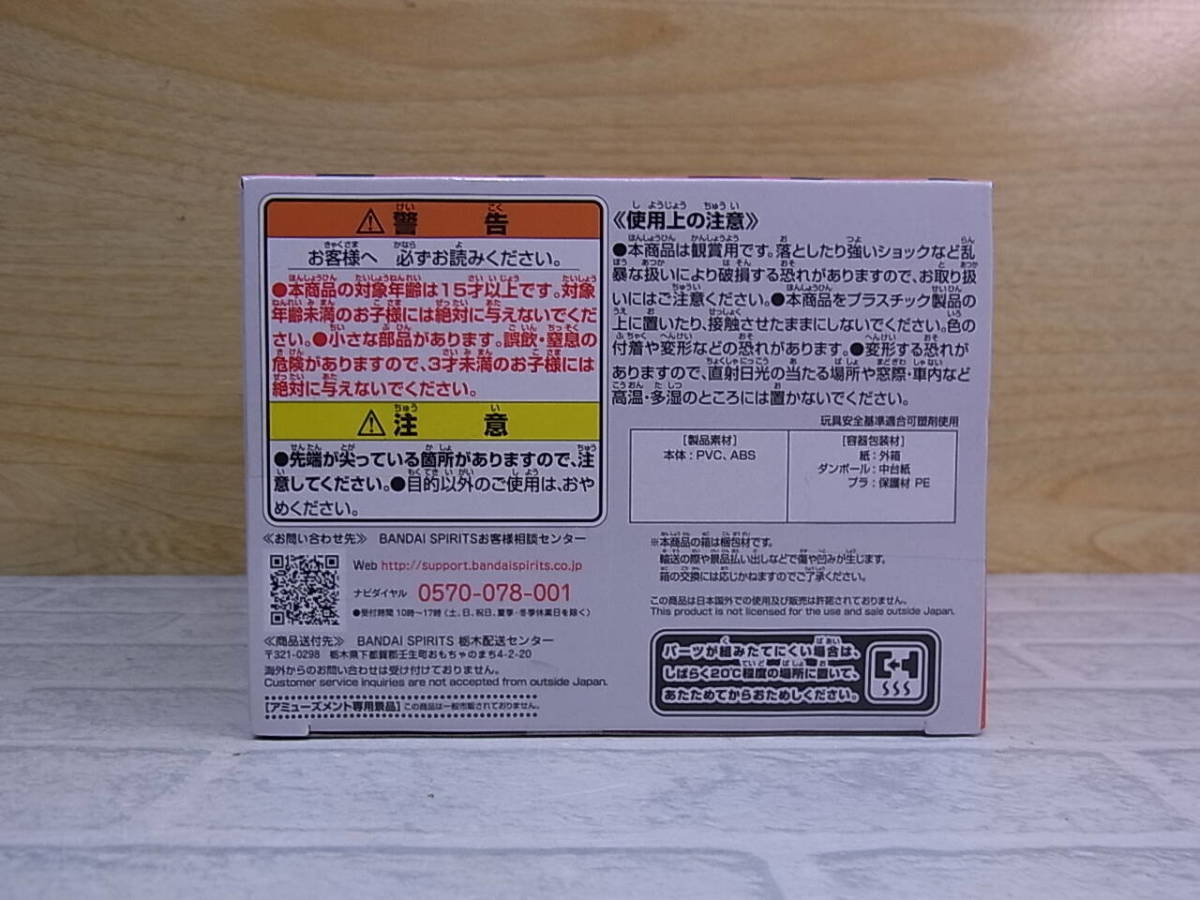 ⚠警告
お客様へ 必ずお読みください。
●本商品の対象年齢は15才以上です。対象
年齢未満のお子様には絶対に与えないでくだ
さい。●小さな部品があります。誤飲・窒息の
危険がありますので、3才未満のお子様には
絶対に与えないでください。
⚠注意
●先端が尖っている箇所がありますので、注
意してください。●目的以外のご使用は、おや
めください。
≪お問い合わせ先≫ BANDAI SPIRITSお客様相談センター
Web http://support.bandaispirits.co.jp
ナビダイヤル 0570-078-001
●受付時間 10時〜17時(土、日、祝日、夏季・冬季休業日を除く)
≪商品送付先≫ BANDAI SPIRITS 栃木配送センター
〒321-0298 栃木県下都賀郡壬生町おもちゃのまち4-2-20
海外からのお問い合わせは受け付けておりません。
Customer service inquiries are not accepted from outside Japan.
[アミューズメント専用景品] この商品は一般市販されておりません。
≪使用上の注意≫
●本商品は観賞用です。落としたり強いショックなど乱
暴な扱いにより破損する恐れがありますので、お取り扱
いにはご注意ください。●本商品をプラスチック製品の
上に置いたり、接触させたままにしないでください。色の
付着や変形などの恐れがあります。●変形する恐れが
ありますので、直射日光の当たる場所や窓際・車内など
高温・多湿のところには置かないでください。
玩具安全基準適合可塑剤使用
[製品素材]
本体:PVC、ABS
[容器包装材]
紙:外箱
ダンボール:中台紙
プラ:保護材 PE
※本商品の箱は梱包材です。
輸送の際や景品払い出しなどで傷や凹みが生じます。
箱の交換には応じかねますのでご了承ください。
この商品は日本国外での使用及び販売は許諾されておりません。
This product is not licensed for the use and sale outside Japan.
パーツが組みたてにくい場合は、
しばらく20℃程度の場所に置いて、
あたためてからおためしください。